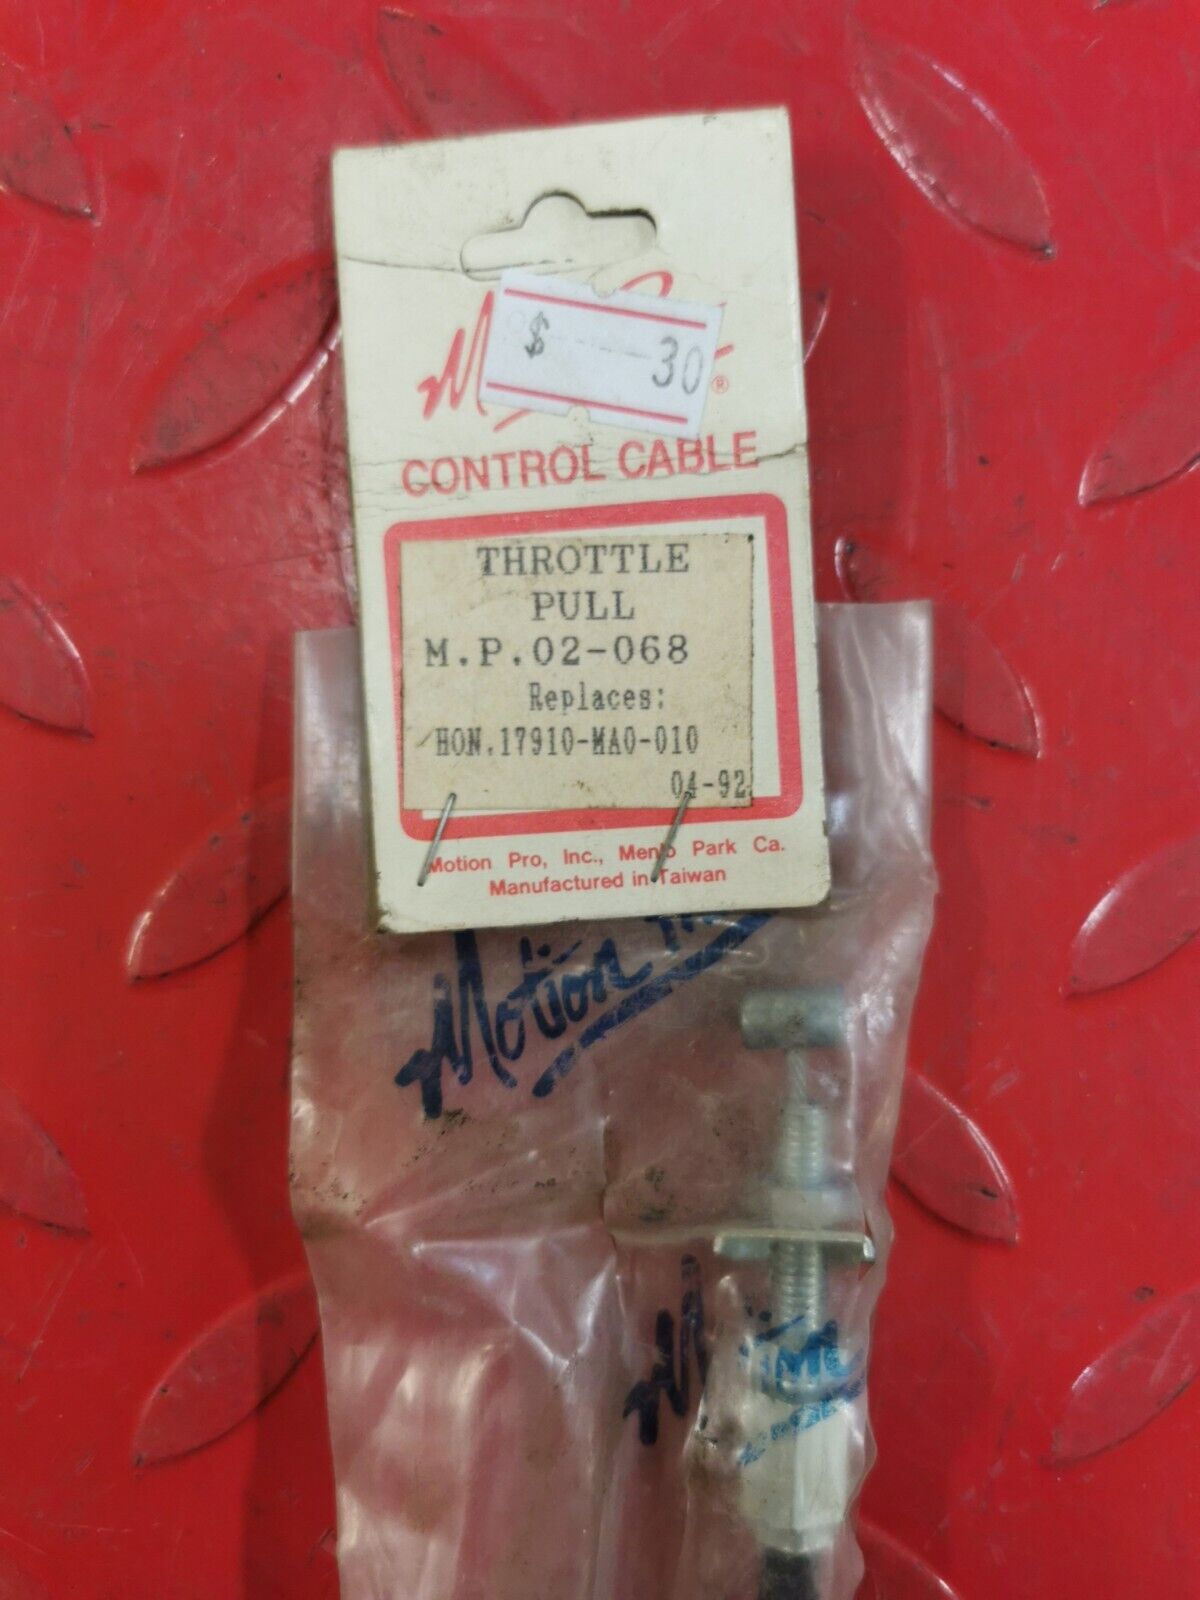 $ 30
®
CONTROL CABLE
THROTTLE
PULL
M.P.02-068
Replaces:
HON.17910-MA0-010
04-92
Motion Pro, Inc., Menlo Park Ca.
Manufactured in Taiwan
Motion
Motion